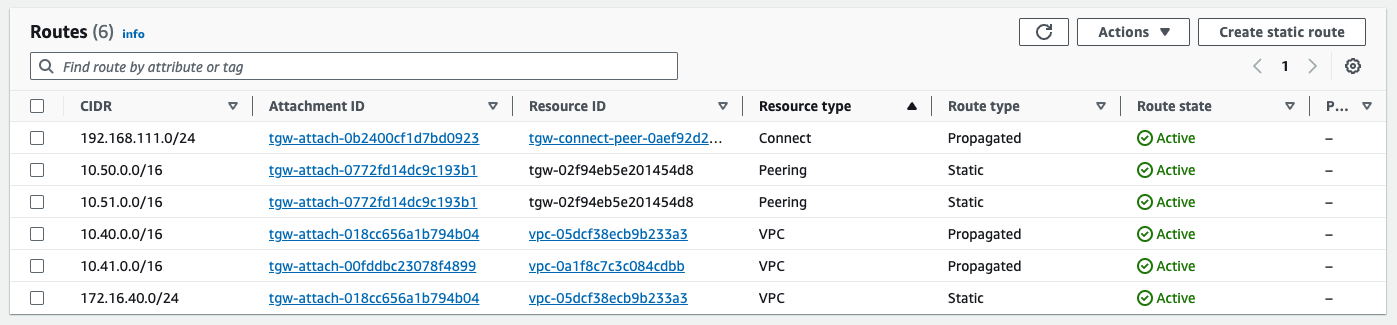 Routes (6) info
Actions Create static route
Find route by attribute or tag
1
CIDR Attachment ID Resource ID Resource type Route type Route state P...
192.168.111.0/24 tgw-attach-0b2400cf1d7bd0923 tgw-connect-peer-0aef92d2... Connect Propagated Active –
10.50.0.0/16 tgw-attach-0772fd14dc9c193b1 tgw-02f94eb5e201454d8 Peering Static Active –
10.51.0.0/16 tgw-attach-0772fd14dc9c193b1 tgw-02f94eb5e201454d8 Peering Static Active –
10.40.0.0/16 tgw-attach-018cc656a1b794b04 vpc-05dcf38ecb9b233a3 VPC Propagated Active –
10.41.0.0/16 tgw-attach-00fddbc23078f4899 vpc-0a1f8c7c3c084cdbb VPC Propagated Active –
172.16.40.0/24 tgw-attach-018cc656a1b794b04 vpc-05dcf38ecb9b233a3 VPC Static Active –